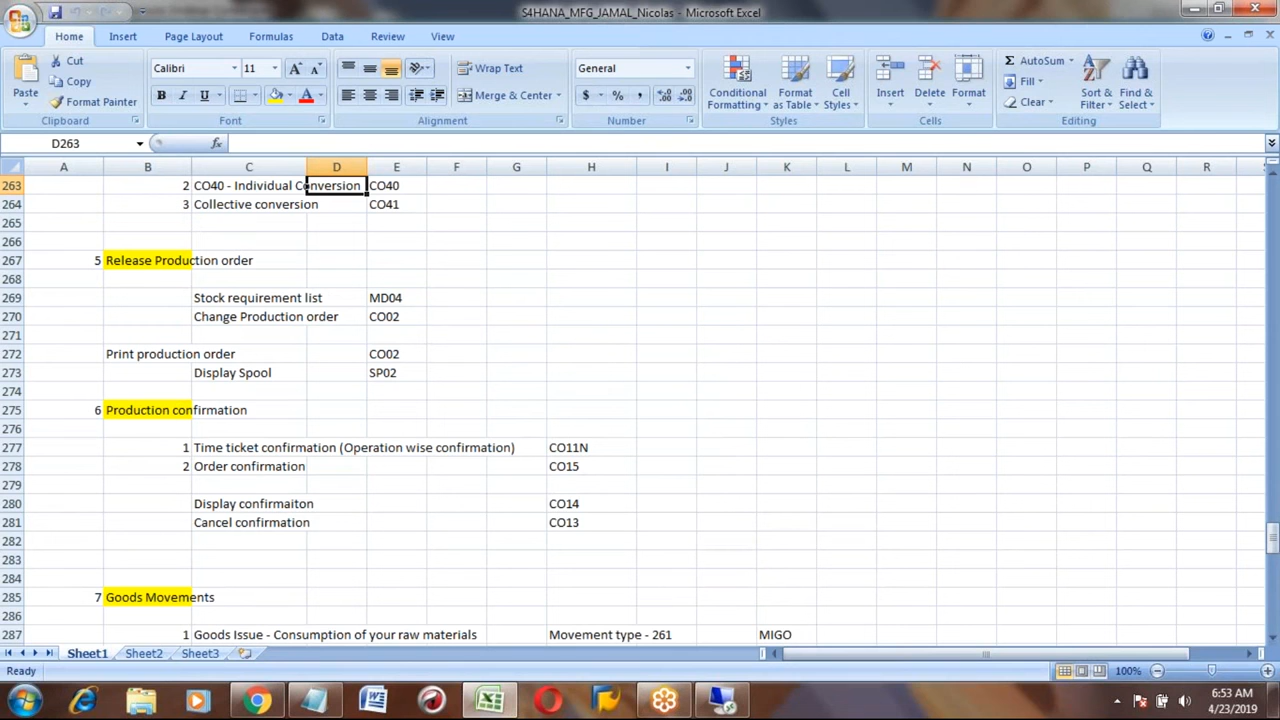 S4HANA_MFG_JAMAL_Nicolas - Microsoft Excel
Home Insert Page Layout Formulas Data Review View
Paste Cut Copy Format Painter Clipboard
Calibri 11 B I U A Font
Wrap Text Merge & Center Alignment
General $ % , Number
Conditional Formatting Format as Table Cell Styles Styles
Insert Delete Format Cells
Σ AutoSum Fill Clear Sort & Filter Find & Select Editing
D263 fx
A B C D E F G H I J K L M N O P Q R
263 2 CO40 - Individual Conversion CO40
264 3 Collective conversion CO41
265
266
267 5 Release Production order
268
269 Stock requirement list MD04
270 Change Production order CO02
271
272 Print production order CO02
273 Display Spool SP02
274
275 6 Production confirmation
276
277 1 Time ticket confirmation (Operation wise confirmation) CO11N
278 2 Order confirmation CO15
279
280 Display confirmaiton CO14
281 Cancel confirmation CO13
282
283
284
285 7 Goods Movements
286
287 1 Goods Issue - Consumption of your raw materials Movement type - 261 MIGO
Sheet1 Sheet2 Sheet3
Ready 100%
6:53 AM
4/23/2019